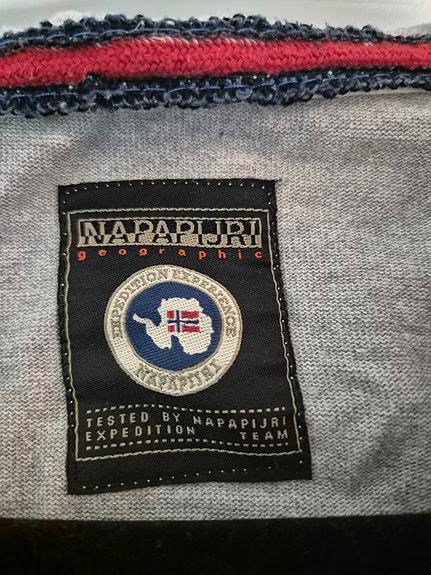 NAPAPIJRI
geographic
EXPEDITION EXPERIENCE
NAPAPIJRI
TESTED BY NAPAPIJRI
EXPEDITION TEAM